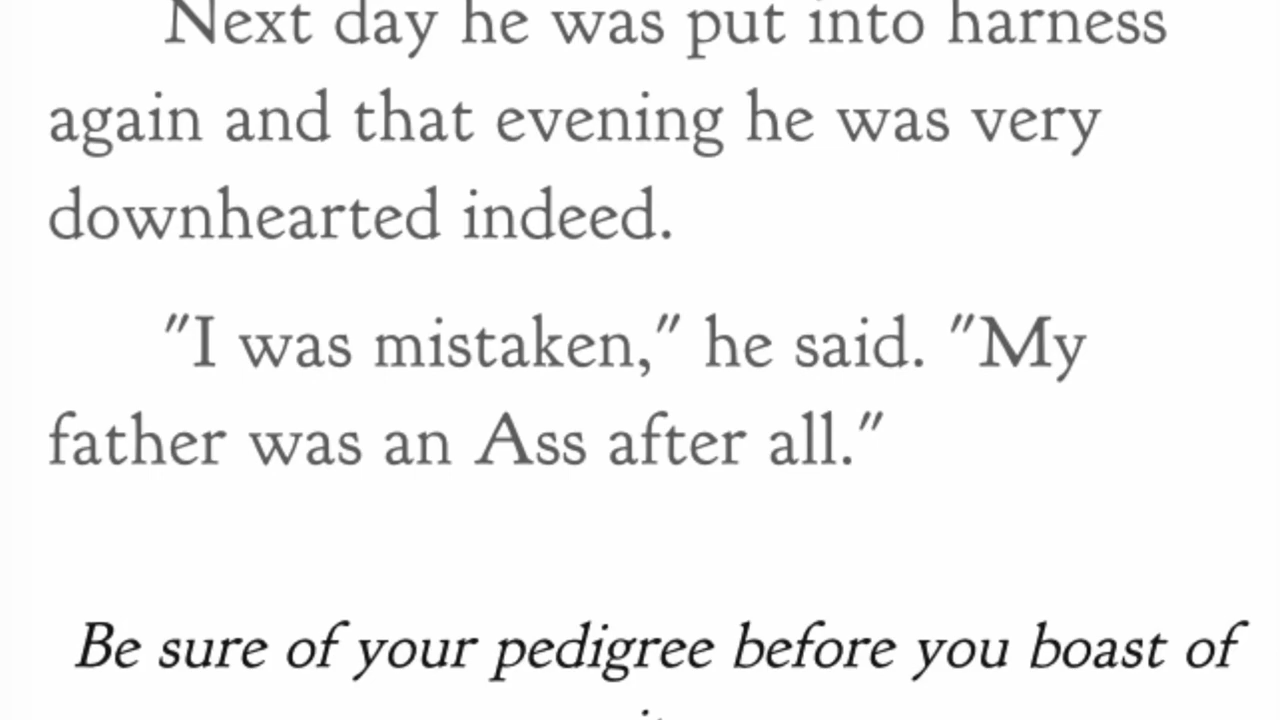 Next day he was put into harness
again and that evening he was very
downhearted indeed.
"I was mistaken," he said. "My
father was an Ass after all."
Be sure of your pedigree before you boast of